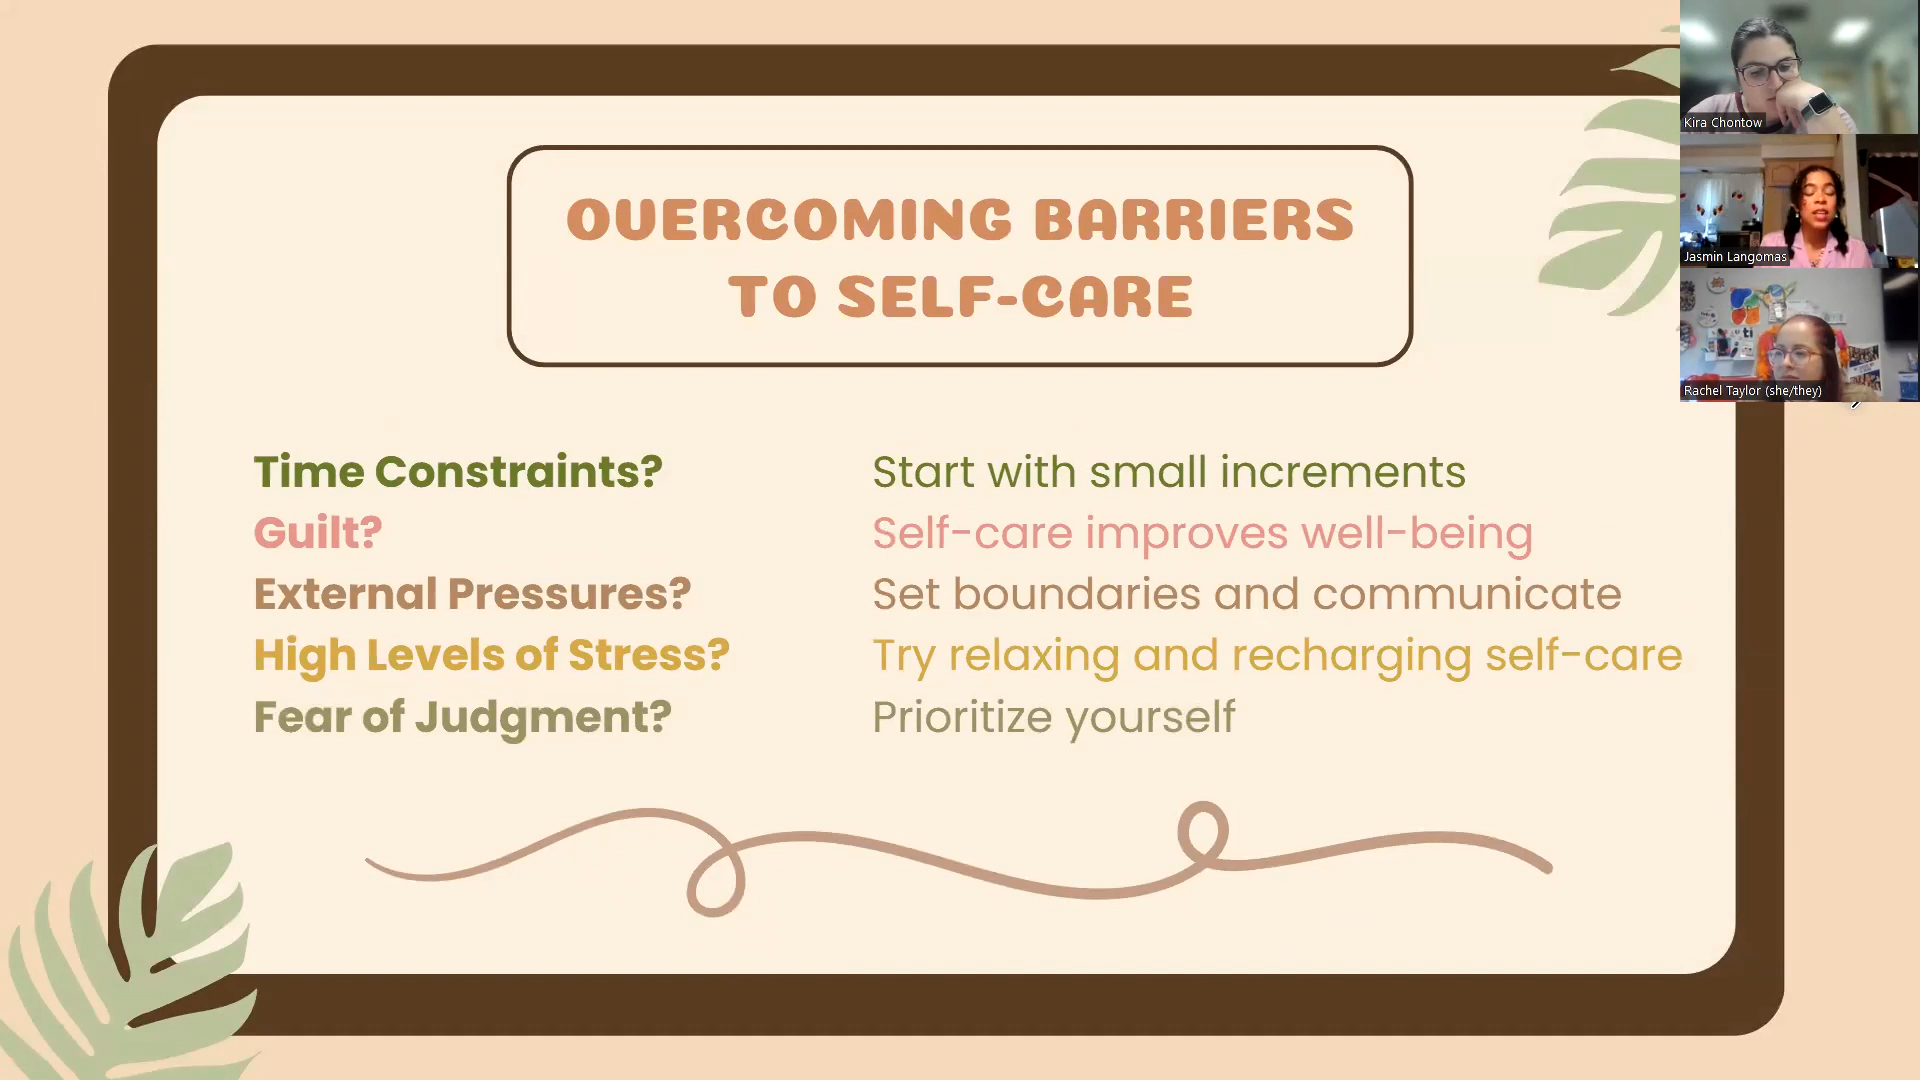 OVERCOMING BARRIERS
TO SELF-CARE
Time Constraints? Start with small increments
Guilt? Self-care improves well-being
External Pressures? Set boundaries and communicate
High Levels of Stress? Try relaxing and recharging self-care
Fear of Judgment? Prioritize yourself
Kira Chontow
Jasmin Langomas
Rachel Taylor (she/they)